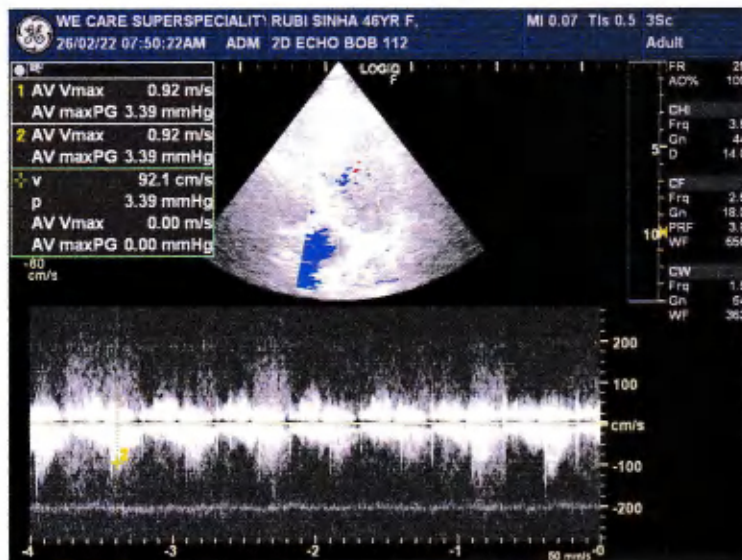 WE CARE SUPERSPECIALIT RUBI SINHA 46YR F, MI 0.07 TIs 0.5 3Sc
26/02/22 07:50:22AM ADM 2D ECHO BOB 112 Adult
LOGIQ
F
1 AV Vmax 0.92 m/s
AV maxPG 3.39 mmHg
2 AV Vmax 0.92 m/s
AV maxPG 3.39 mmHg
v 92.1 cm/s
p 3.39 mmHg
AV Vmax 0.00 m/s
AV maxPG 0.00 mmHg
-60
cm/s
5
10
FR
AO%
CHI
Frq
Gn
D
CF
Frq
Gn
PRF
WF
CW
Frq
Gn
WF
200
100
cm/s
-100
-200
-4 -3 -2 -1 0